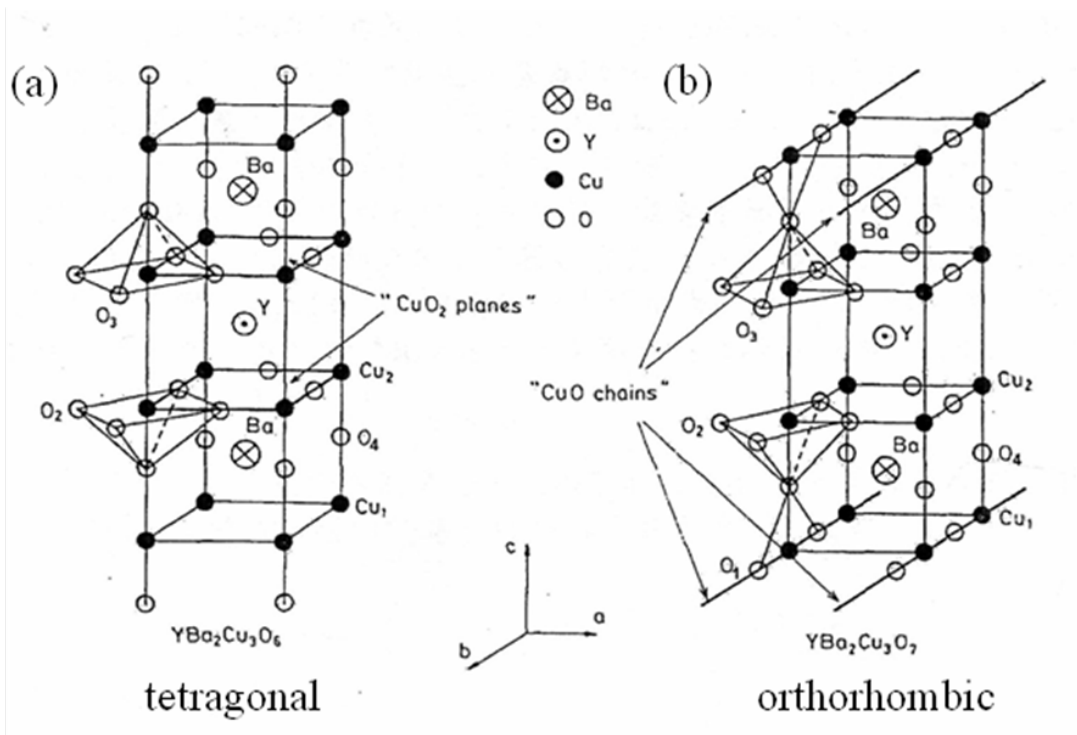 (a)
Ba
O₃
Y
"CuO₂ planes"
Cu₂
O₂
Ba
O₄
Cu₁
YBa₂Cu₃O₆
tetragonal
Ba
Y
Cu
O
c
a
b
(b)
Ba
O₃
Y
"CuO chains"
Cu₂
O₂
Ba
O₄
Cu₁
O₁
YBa₂Cu₃O₇
orthorhombic